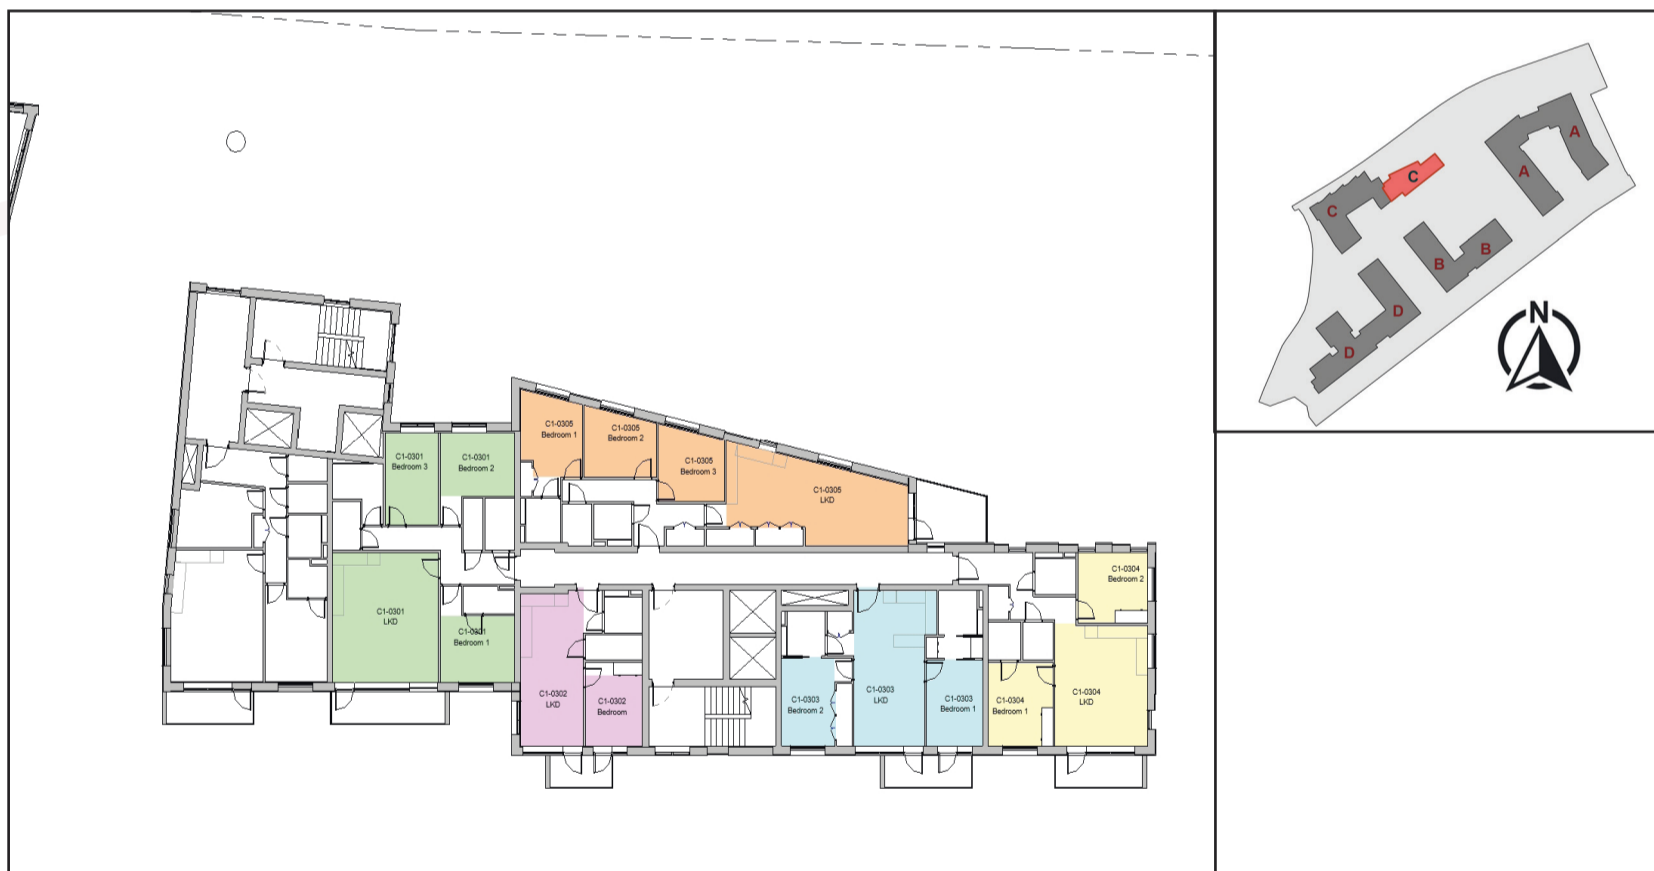 A
A
C
C
B
B
D
D
N
C1-0305
Bedroom 1
C1-0305
Bedroom 2
C1-0305
Bedroom 3
C1-0305
LKD
C1-0301
Bedroom 3
C1-0301
Bedroom 2
C1-0301
LKD
C1-0301
Bedroom 1
C1-0302
LKD
C1-0302
Bedroom
C1-0303
Bedroom 2
C1-0303
LKD
C1-0303
Bedroom 1
C1-0304
Bedroom 1
C1-0304
LKD
C1-0304
Bedroom 2